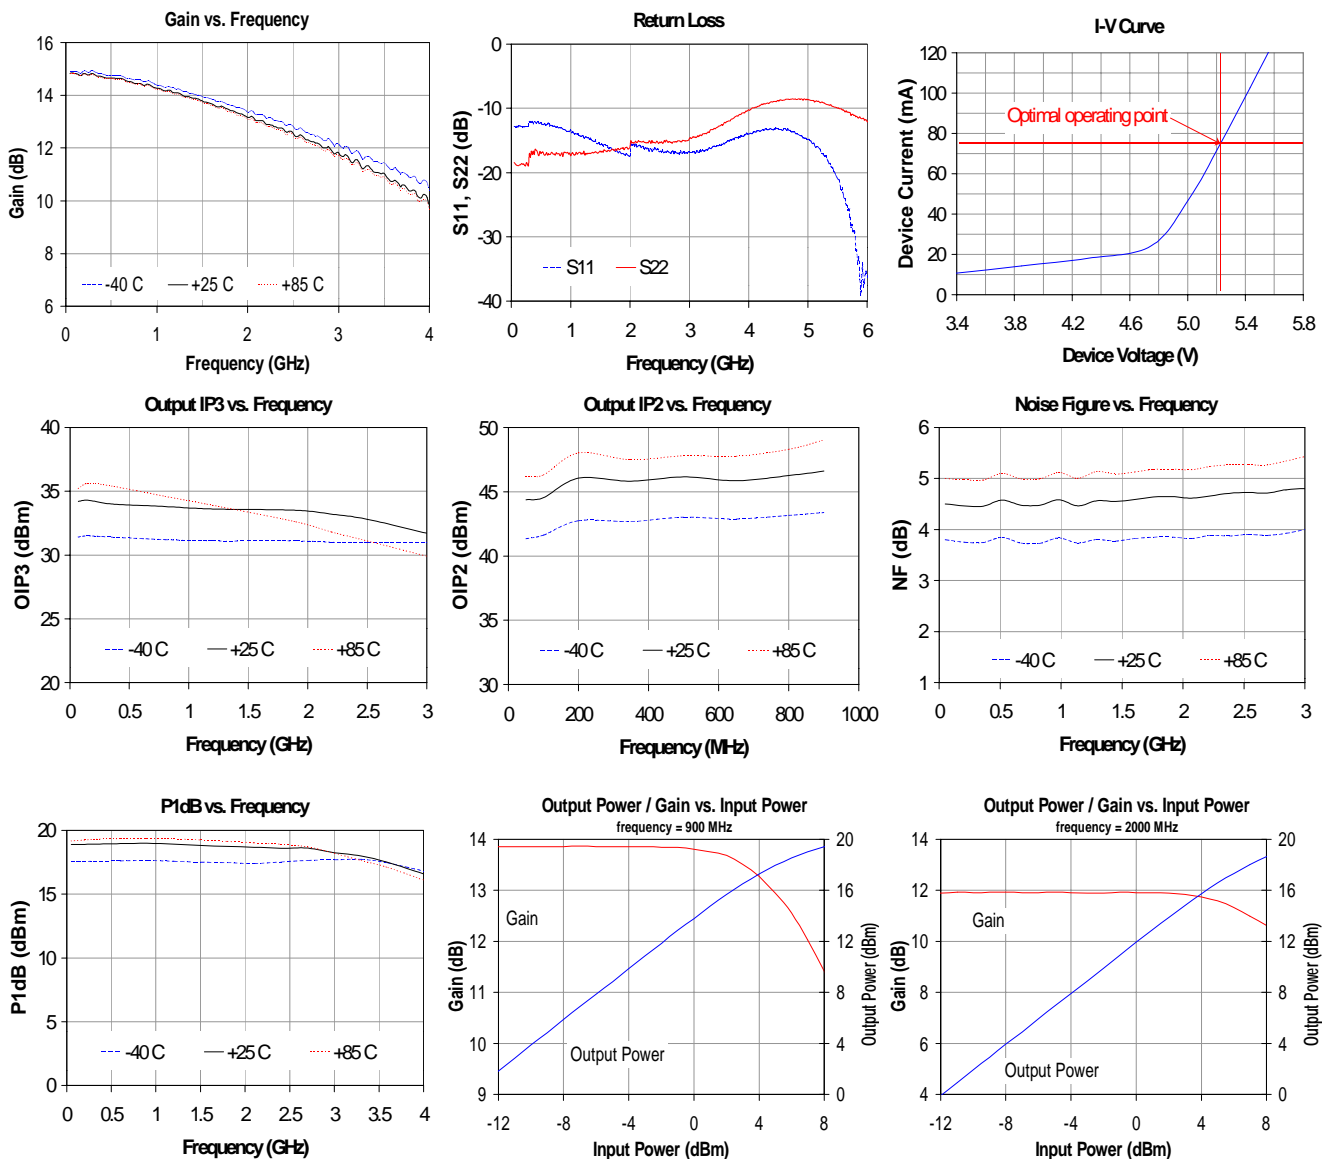 Gain vs. Frequency
16
14
12
10
8
6
Gain (dB)
-40 C
+25 C
+85 C
0 1 2 3 4
Frequency (GHz)
Return Loss
0
-10
-20
-30
-40
S11, S22 (dB)
S11
S22
0 1 2 3 4 5 6
Frequency (GHz)
I-V Curve
120
100
80
60
40
20
0
Device Current (mA)
Optimal operating point
3.4 3.8 4.2 4.6 5.0 5.4 5.8
Device Voltage (V)
Output IP3 vs. Frequency
40
35
30
25
20
OIP3 (dBm)
-40 C
+25 C
+85 C
0 0.5 1 1.5 2 2.5 3
Frequency (GHz)
Output IP2 vs. Frequency
50
45
40
35
30
OIP2 (dBm)
-40 C
+25 C
+85 C
0 200 400 600 800 1000
Frequency (MHz)
Noise Figure vs. Frequency
6
5
4
3
2
1
NF (dB)
-40 C
+25 C
+85 C
0 0.5 1 1.5 2 2.5 3
Frequency (GHz)
P1dB vs. Frequency
20
15
10
5
0
P1dB (dBm)
-40 C
+25 C
+85 C
0 0.5 1 1.5 2 2.5 3 3.5 4
Frequency (GHz)
Output Power / Gain vs. Input Power
frequency = 900 MHz
14
13
12
11
10
9
Gain (dB)
Gain
Output Power
20
16
12
8
4
0
Output Power (dBm)
-12 -8 -4 0 4 8
Input Power (dBm)
Output Power / Gain vs. Input Power
frequency = 2000 MHz
14
12
10
8
6
4
Gain (dB)
Gain
Output Power
20
16
12
8
4
0
Output Power (dBm)
-12 -8 -4 0 4 8
Input Power (dBm)